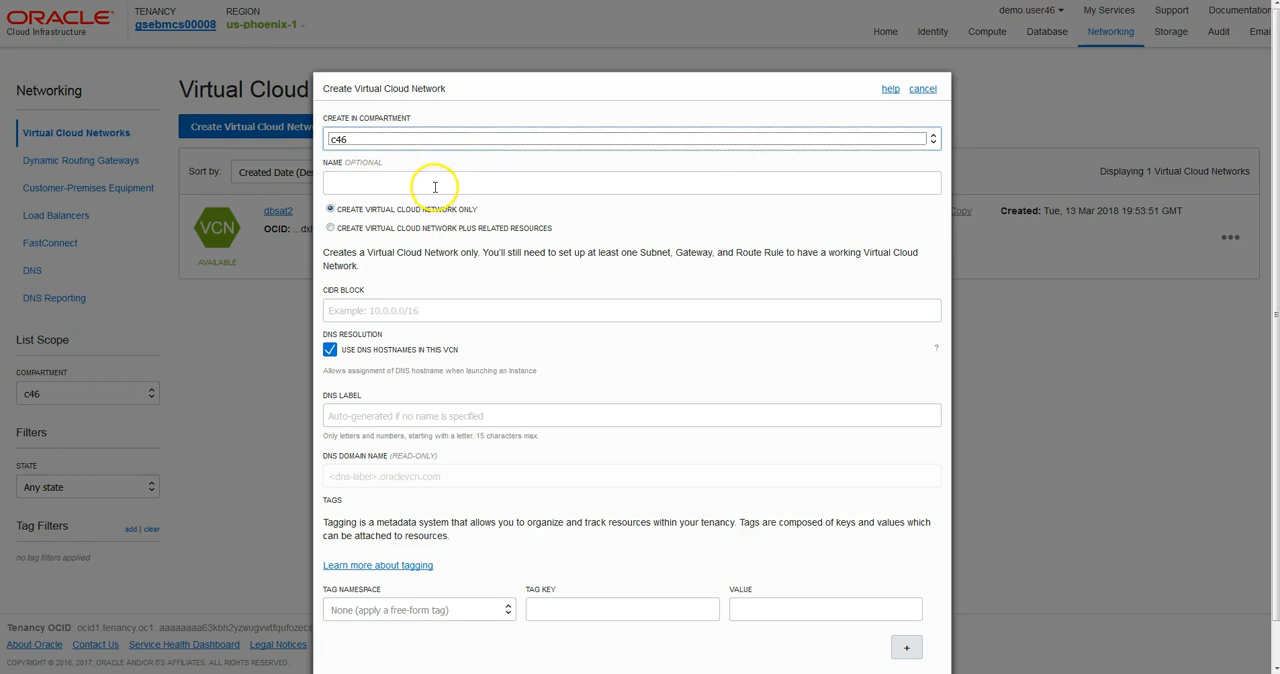 ORACLE
Cloud Infrastructure
TENANCY
gsebmcs00008
REGION
us-phoenix-1
demo.user46
My Services
Support
Documentation
Home
Identity
Compute
Database
Networking
Storage
Audit
Emai
Networking
Virtual Cloud Networks
Dynamic Routing Gateways
Customer-Premises Equipment
Load Balancers
FastConnect
DNS
DNS Reporting
List Scope
COMPARTMENT
c46
Filters
STATE
Any state
Tag Filters
add | clear
no tag filters applied
Virtual Cloud
Create Virtual Cloud Netw
Sort by:
Created Date (Des
Displaying 1 Virtual Cloud Networks
VCN
AVAILABLE
dbsat2
OCID: ...dxf
Copy
Created: Tue, 13 Mar 2018 19:53:51 GMT
Create Virtual Cloud Network
help
cancel
CREATE IN COMPARTMENT
c46
NAME OPTIONAL
CREATE VIRTUAL CLOUD NETWORK ONLY
CREATE VIRTUAL CLOUD NETWORK PLUS RELATED RESOURCES
Creates a Virtual Cloud Network only. You'll still need to set up at least one Subnet, Gateway, and Route Rule to have a working Virtual Cloud
Network.
CIDR BLOCK
Example: 10.0.0.0/16
DNS RESOLUTION
USE DNS HOSTNAMES IN THIS VCN
?
Allows assignment of DNS hostname when launching an Instance
DNS LABEL
Auto-generated if no name is specified
Only letters and numbers, starting with a letter. 15 characters max.
DNS DOMAIN NAME (READ-ONLY)
<dns-label>.oraclevcn.com
TAGS
Tagging is a metadata system that allows you to organize and track resources within your tenancy. Tags are composed of keys and values which
can be attached to resources.
Learn more about tagging
TAG NAMESPACE
TAG KEY
VALUE
None (apply a free-form tag)
+
Tenancy OCID: ocid1.tenancy.oc1..aaaaaaaa63kbh2yzwugvwtfqufozecs
About Oracle
Contact Us
Service Health Dashboard
Legal Notices
COPYRIGHT © 2016, 2017, ORACLE AND/OR ITS AFFILIATES. ALL RIGHTS RESERVED.